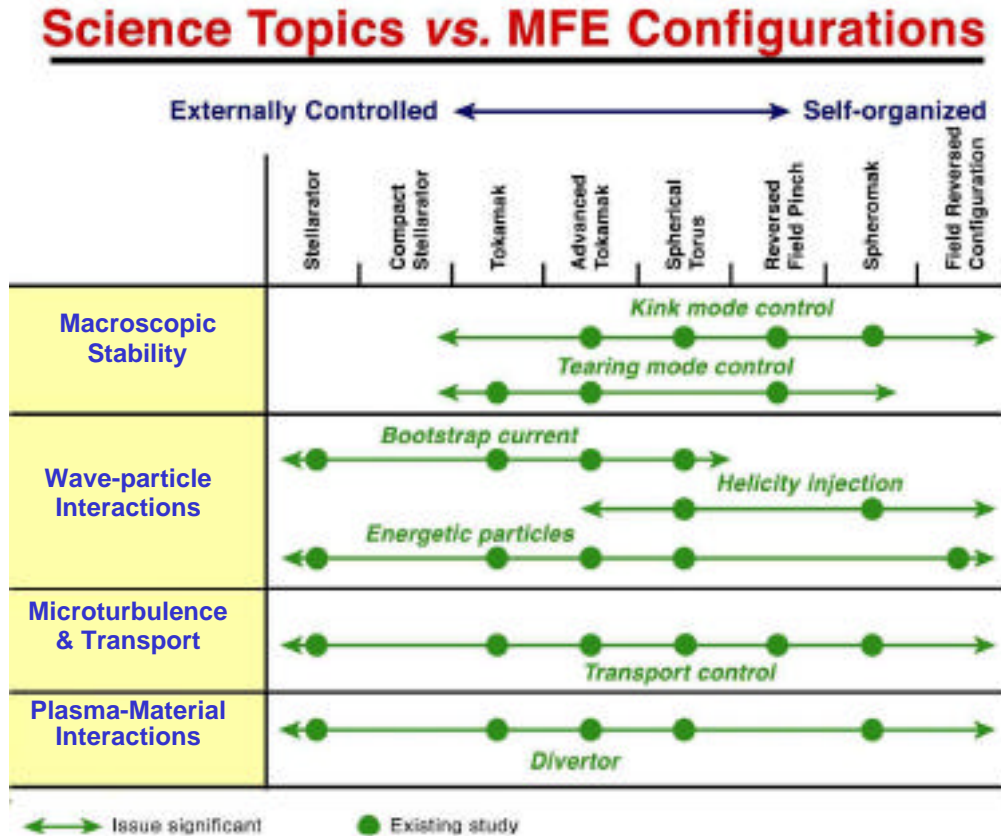 Science Topics vs. MFE Configurations
Externally Controlled
Self-organized
Stellarator
Compact
Stellarator
Tokamak
Advanced
Tokamak
Spherical
Torus
Reversed
Field Pinch
Spheromak
Field Reversed
Configuration
Macroscopic
Stability
Kink mode control
Tearing mode control
Wave-particle
Interactions
Bootstrap current
Helicity injection
Energetic particles
Microturbulence
& Transport
Transport control
Plasma-Material
Interactions
Divertor
Issue significant
Existing study